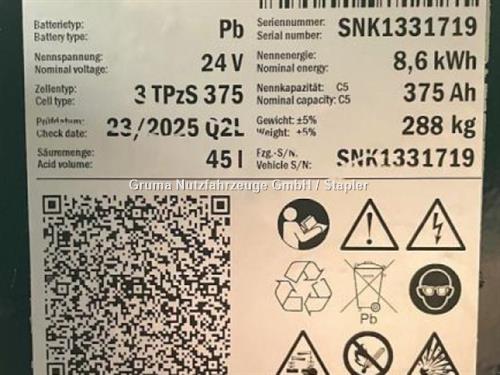 Batterietyp: Pb Seriennummer: SNK1331719
Battery type: Serial number:
Nennspannung: 24 V Nennenergie: 8,6 kWh
Nominal voltage: Nominal energy:
Zellentyp: 3 TPzS 375 Nennkapazität: C5 375 Ah
Cell type: Nominal capacity: C5
Prüfdatum: 23/2025 Q2L Gewicht: ±5% 288 kg
Check date: Weight: ±5%
Säuremenge: 45 l Fzg.-S/N. SNK1331719
Acid volume: Vehicle S/N:
Gruma Nutzfahrzeuge GmbH / Stapler
Pb